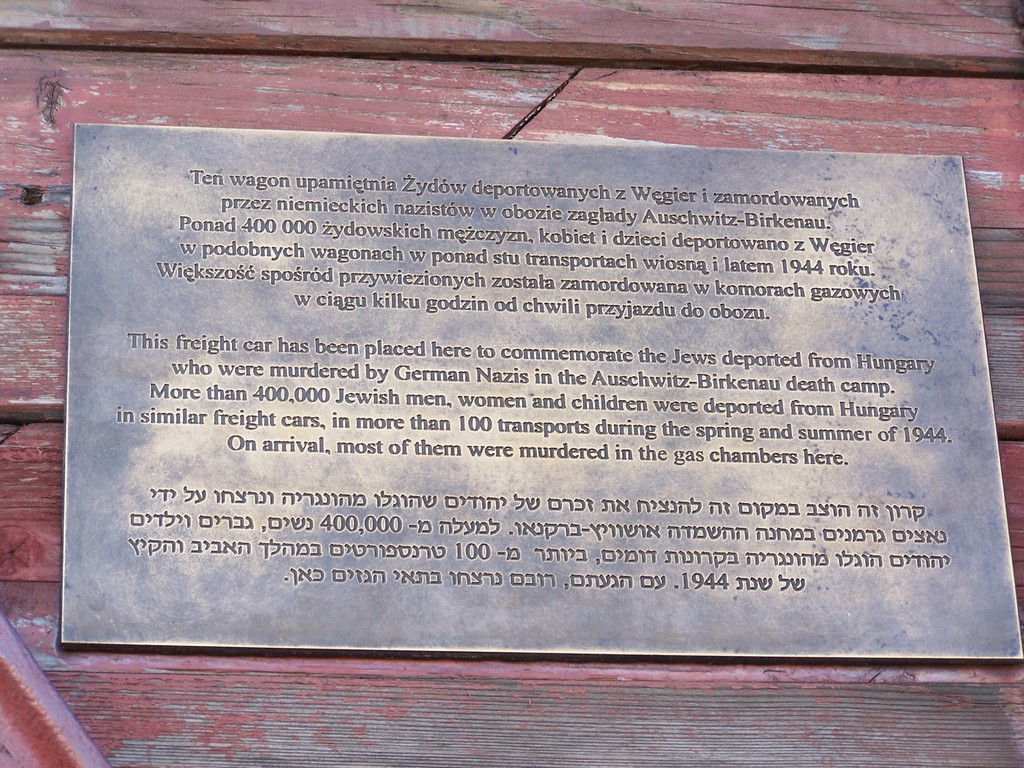 Ten wagon upamiętnia Żydów deportowanych z Węgier i zamordowanych
przez niemieckich nazistów w obozie zagłady Auschwitz-Birkenau.
Ponad 400 000 żydowskich mężczyzn, kobiet i dzieci deportowano z Węgier
w podobnych wagonach w ponad stu transportach wiosną i latem 1944 roku.
Większość spośród przywiezionych została zamordowana w komorach gazowych
w ciągu kilku godzin od chwili przyjazdu do obozu.
This freight car has been placed here to commemorate the Jews deported from Hungary
who were murdered by German Nazis in the Auschwitz-Birkenau death camp.
More than 400,000 Jewish men, women and children were deported from Hungary
in similar freight cars, in more than 100 transports during the spring and summer of 1944.
On arrival, most of them were murdered in the gas chambers here.
קרון זה הוצב במקום זה להנציח את זכרם של יהודים שהוגלו מהונגריה ונרצחו על ידי
נאצים גרמנים במחנה ההשמדה אושוויץ-ברקנאו. למעלה מ- 400,000 נשים, גברים וילדים
יהודים הוגלו מהונגריה בקרונות דומים, ביותר מ- 100 טרנספורטים במהלך האביב והקיץ
של שנת 1944. עם הגעתם, רובם נרצחו בתאי הגזים כאן.